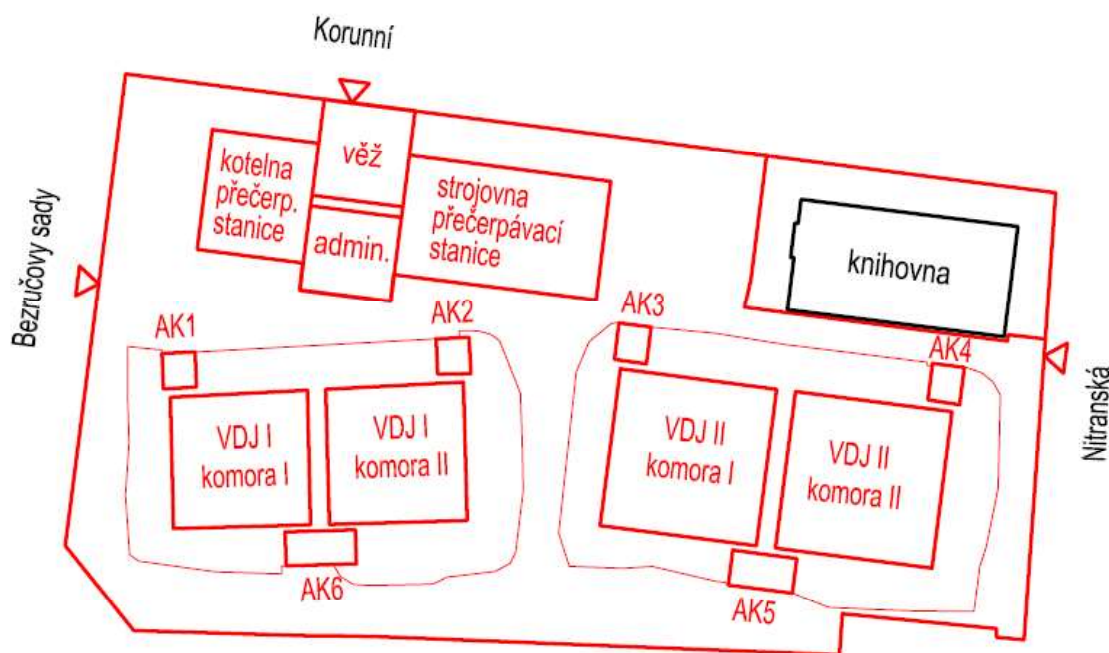 Korunní
Bezručovy sady
kotelna
přečerp.
stanice
věž
admin.
strojovna
přečerpávací
stanice
knihovna
Nitranská
AK1
AK2
AK3
AK4
VDJ I
komora I
VDJ I
komora II
VDJ II
komora I
VDJ II
komora II
AK6
AK5